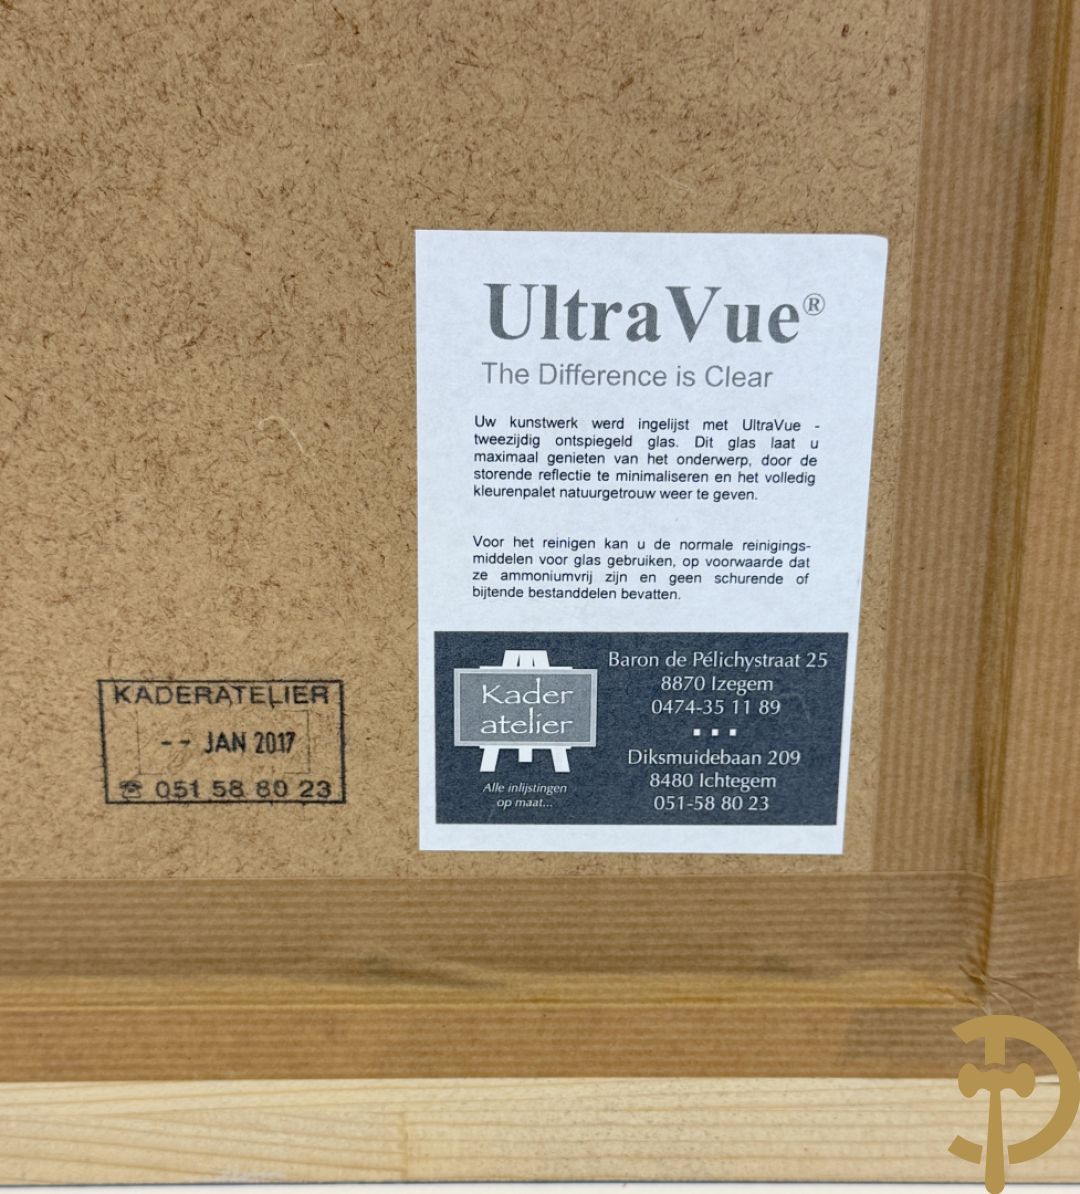 UltraVue®
The Difference is Clear
Uw kunstwerk werd ingelijst met UltraVue -
tweezijdig ontspiegeld glas. Dit glas laat u
maximaal genieten van het onderwerp, door de
storende reflectie te minimaliseren en het volledig
kleurenpalet natuurgetrouw weer te geven.
Voor het reinigen kan u de normale reinigings-
middelen voor glas gebruiken, op voorwaarde dat
ze ammoniumvrij zijn en geen schurende of
bijtende bestanddelen bevatten.
Kader
atelier
Alle inlijstingen
op maat...
Baron de Pélichystraat 25
8870 Izegem
0474-35 11 89
Diksmuidebaan 209
8480 Ichtegem
051-58 80 23
KADERATELIER
-- JAN 2017
☎ 051 58 80 23